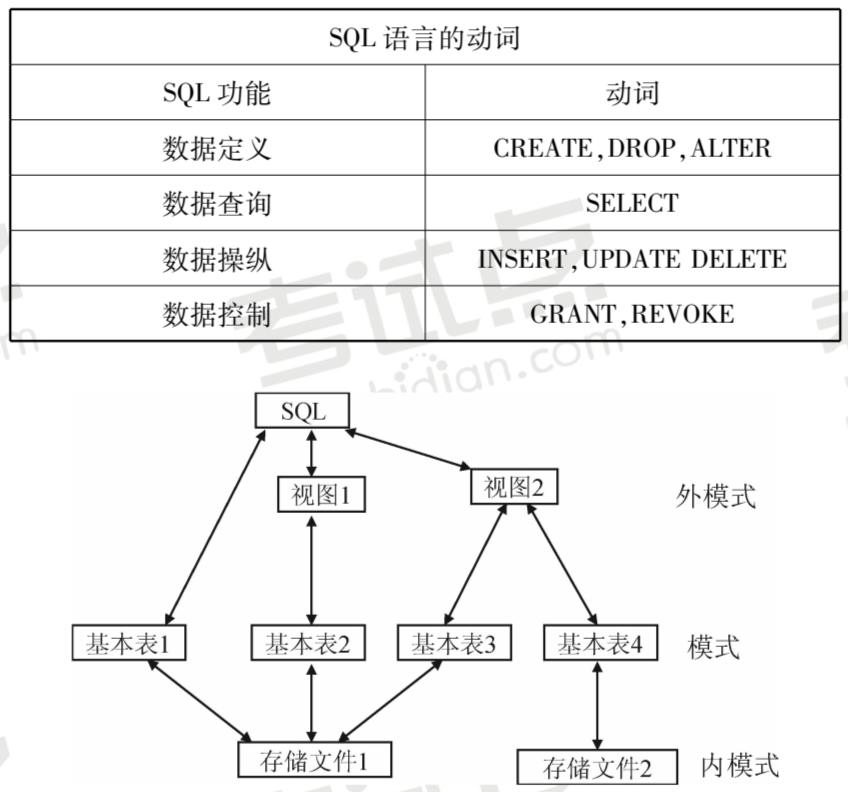 SQL 语言的动词
SQL 功能 动词
数据定义 CREATE,DROP,ALTER
数据查询 SELECT
数据操纵 INSERT,UPDATE DELETE
数据控制 GRANT,REVOKE
考试点
SQL
视图1 视图2 外模式
基本表1 基本表2 基本表3 基本表4 模式
存储文件1 存储文件2 内模式